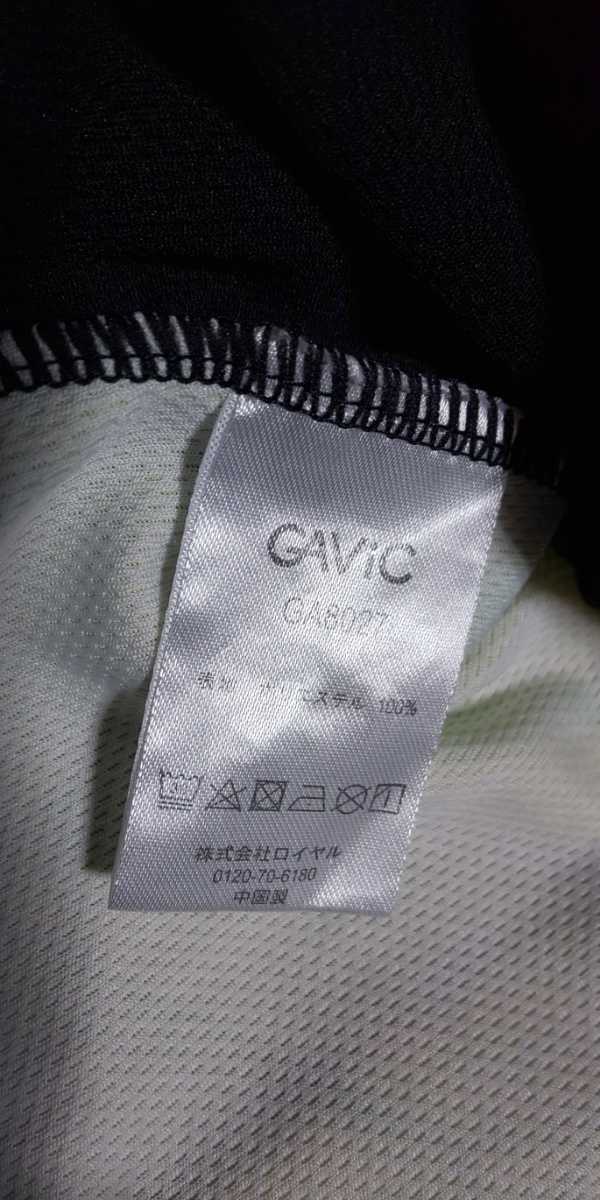 GAViC
GA8027
表地 ポリエステル 100%
株式会社ロイヤル
0120-70-6180
中国製